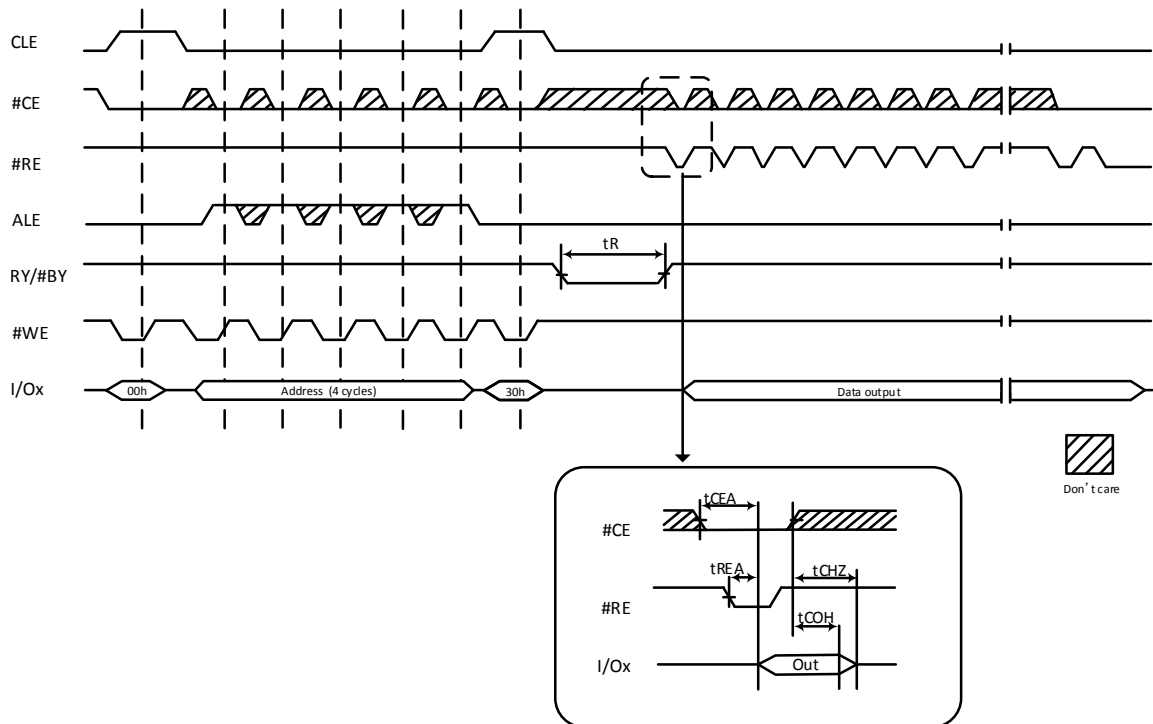 CLE
#CE
#RE
ALE
tR
RY/#BY
#WE
I/Ox
00h
Address (4 cycles)
30h
Data output
Don't care
tCEA
#CE
tREA
tCHZ
#RE
tCOH
I/Ox
Out